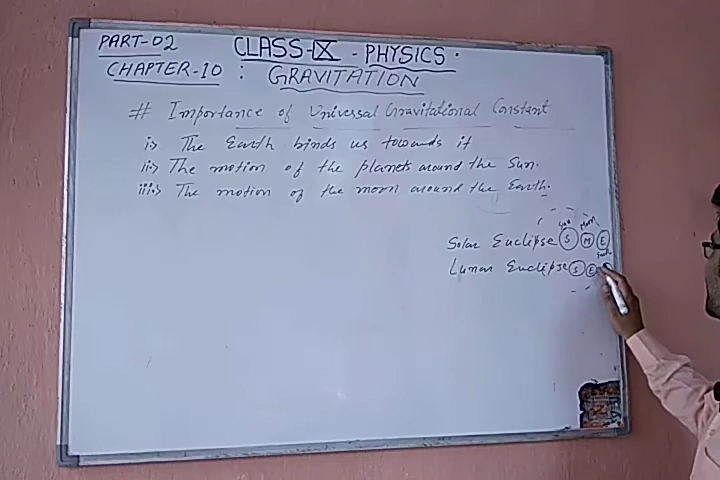 PART-02 CLASS-IX - PHYSICS.
CHAPTER-10 : GRAVITATION
# Importance of Universal Gravitational Constant
i> The Earth binds us towards it
ii> The motion of the planets around the Sun.
iii> The motion of the moon around the Earth.
Sun Moon
Solar Euclipse S M E
Earth
Lunar Euclipse S E